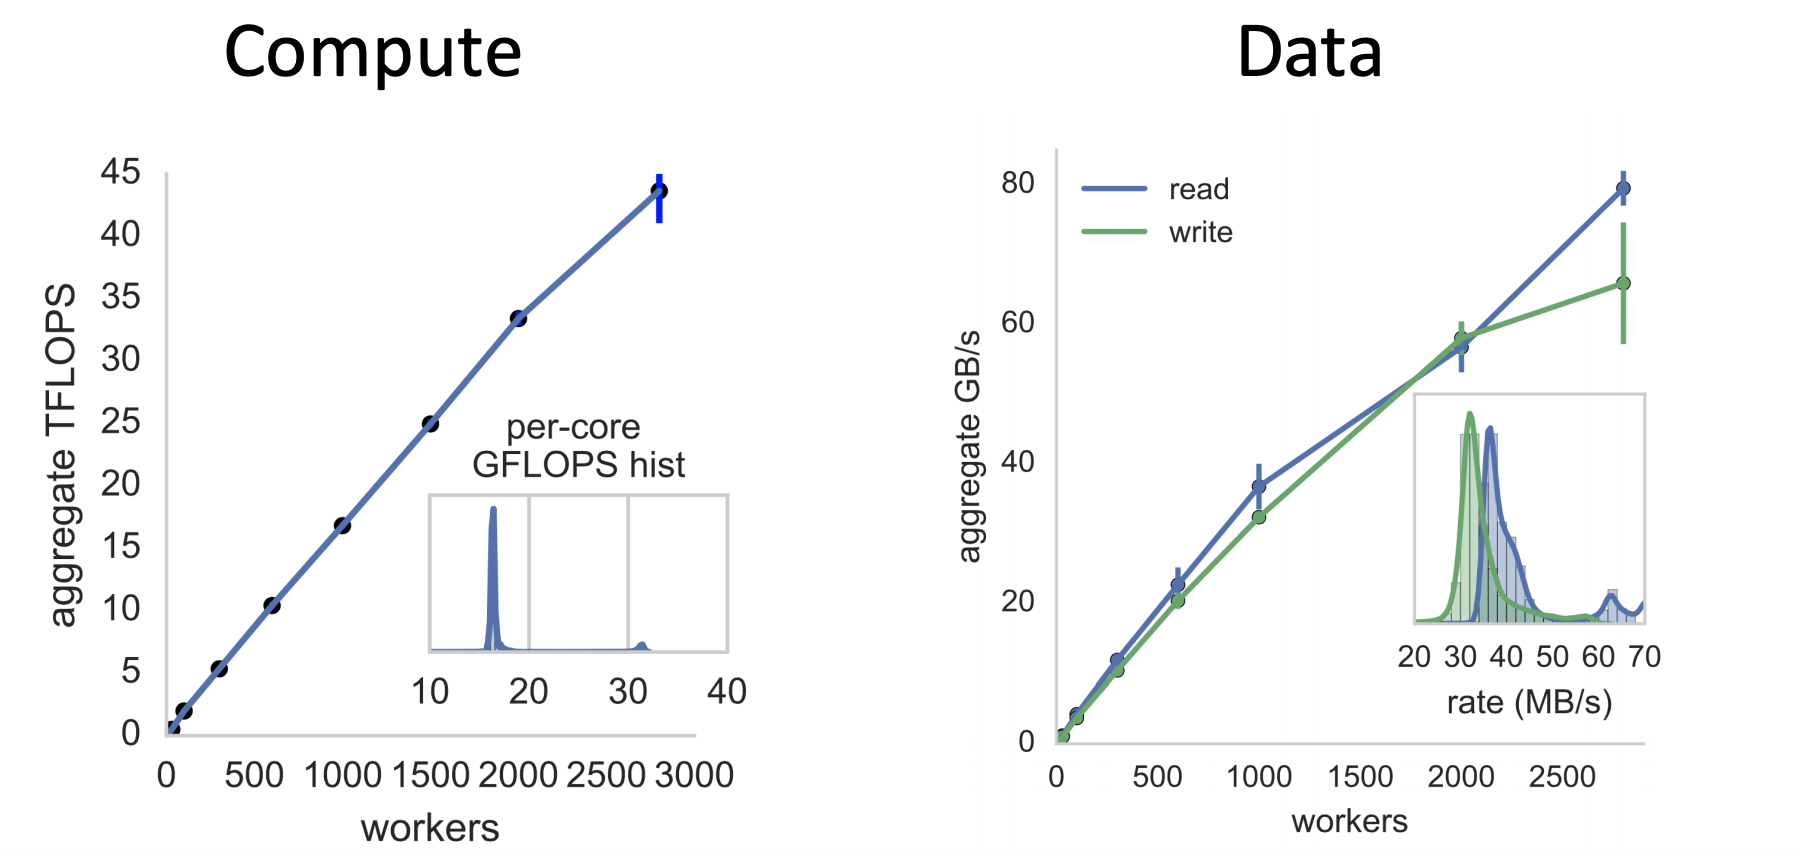 Compute
45
40
35
30
25
20
15
10
5
0
aggregate TFLOPS
per-core
GFLOPS hist
10 20 30 40
0 500 1000 1500 2000 2500 3000
workers
Data
read
write
80
60
40
20
0
aggregate GB/s
20 30 40 50 60 70
rate (MB/s)
0 500 1000 1500 2000 2500
workers